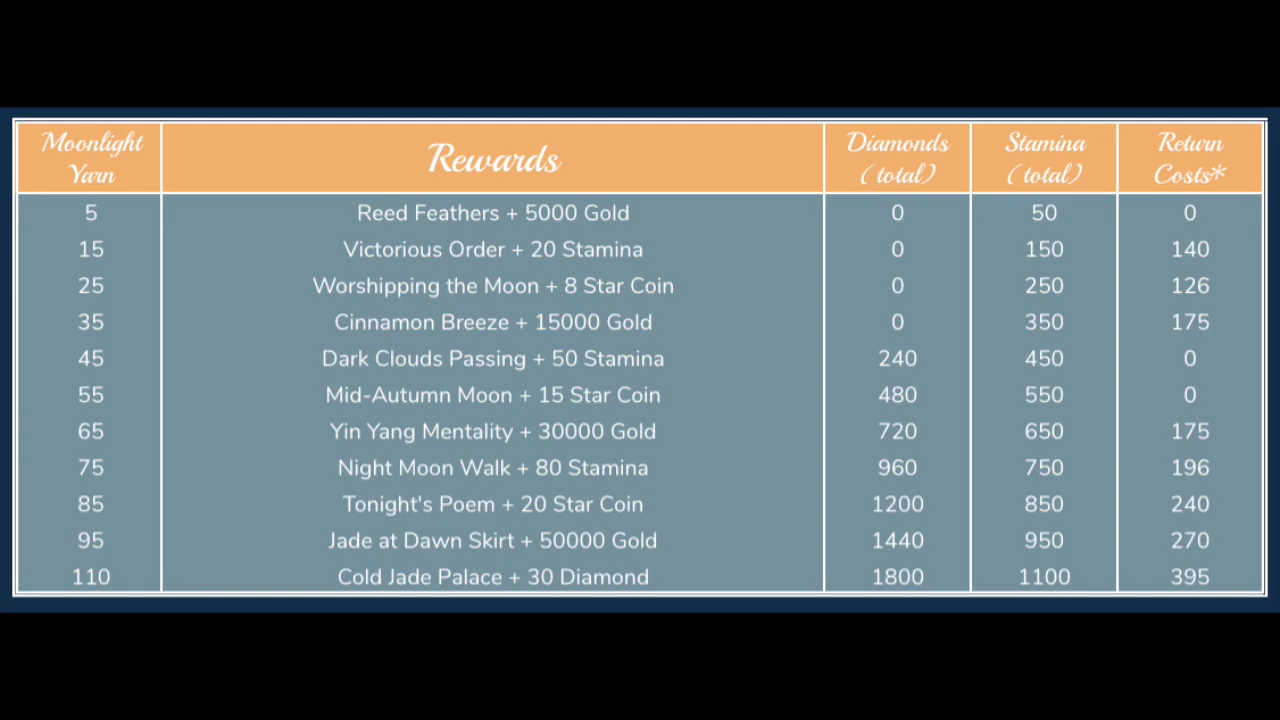 Moonlight Yarn | Rewards | Diamonds (total) | Stamina (total) | Return Costs*
5 | Reed Feathers + 5000 Gold | 0 | 50 | 0
15 | Victorious Order + 20 Stamina | 0 | 150 | 140
25 | Worshipping the Moon + 8 Star Coin | 0 | 250 | 126
35 | Cinnamon Breeze + 15000 Gold | 0 | 350 | 175
45 | Dark Clouds Passing + 50 Stamina | 240 | 450 | 0
55 | Mid-Autumn Moon + 15 Star Coin | 480 | 550 | 0
65 | Yin Yang Mentality + 30000 Gold | 720 | 650 | 175
75 | Night Moon Walk + 80 Stamina | 960 | 750 | 196
85 | Tonight's Poem + 20 Star Coin | 1200 | 850 | 240
95 | Jade at Dawn Skirt + 50000 Gold | 1440 | 950 | 270
110 | Cold Jade Palace + 30 Diamond | 1800 | 1100 | 395